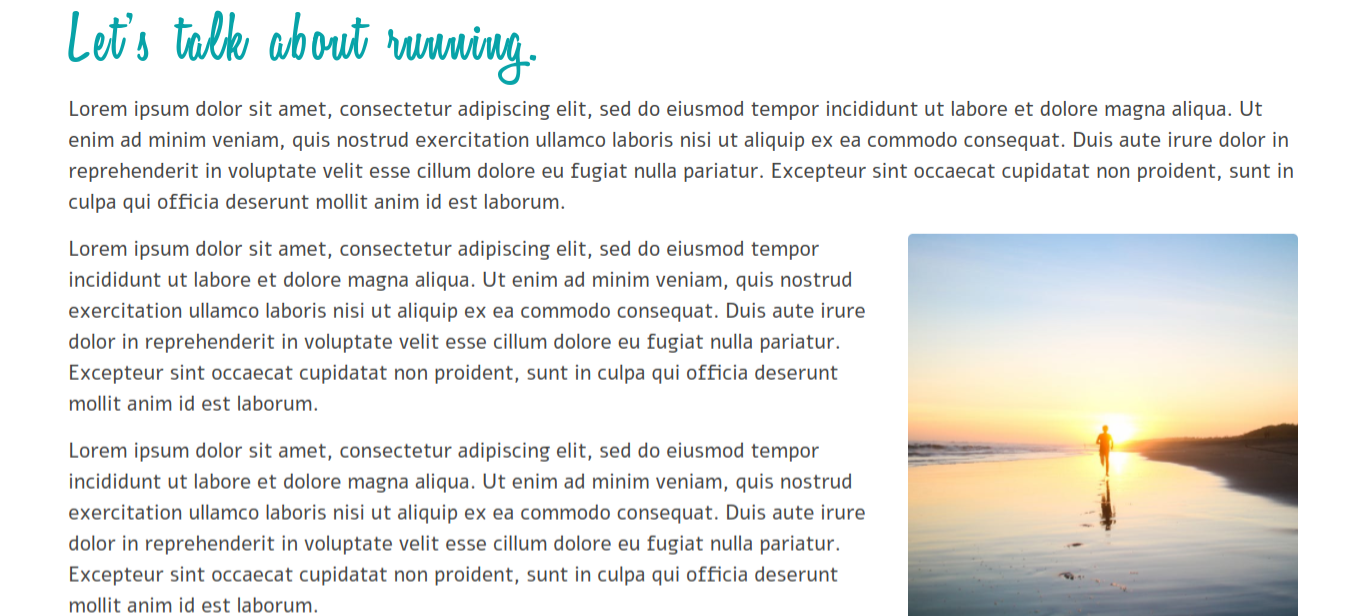 Let's talk about running.
Lorem ipsum dolor sit amet, consectetur adipiscing elit, sed do eiusmod tempor incididunt ut labore et dolore magna aliqua. Ut
enim ad minim veniam, quis nostrud exercitation ullamco laboris nisi ut aliquip ex ea commodo consequat. Duis aute irure dolor in
reprehenderit in voluptate velit esse cillum dolore eu fugiat nulla pariatur. Excepteur sint occaecat cupidatat non proident, sunt in
culpa qui officia deserunt mollit anim id est laborum.
Lorem ipsum dolor sit amet, consectetur adipiscing elit, sed do eiusmod tempor
incididunt ut labore et dolore magna aliqua. Ut enim ad minim veniam, quis nostrud
exercitation ullamco laboris nisi ut aliquip ex ea commodo consequat. Duis aute irure
dolor in reprehenderit in voluptate velit esse cillum dolore eu fugiat nulla pariatur.
Excepteur sint occaecat cupidatat non proident, sunt in culpa qui officia deserunt
mollit anim id est laborum.
Lorem ipsum dolor sit amet, consectetur adipiscing elit, sed do eiusmod tempor
incididunt ut labore et dolore magna aliqua. Ut enim ad minim veniam, quis nostrud
exercitation ullamco laboris nisi ut aliquip ex ea commodo consequat. Duis aute irure
dolor in reprehenderit in voluptate velit esse cillum dolore eu fugiat nulla pariatur.
Excepteur sint occaecat cupidatat non proident, sunt in culpa qui officia deserunt
mollit anim id est laborum.